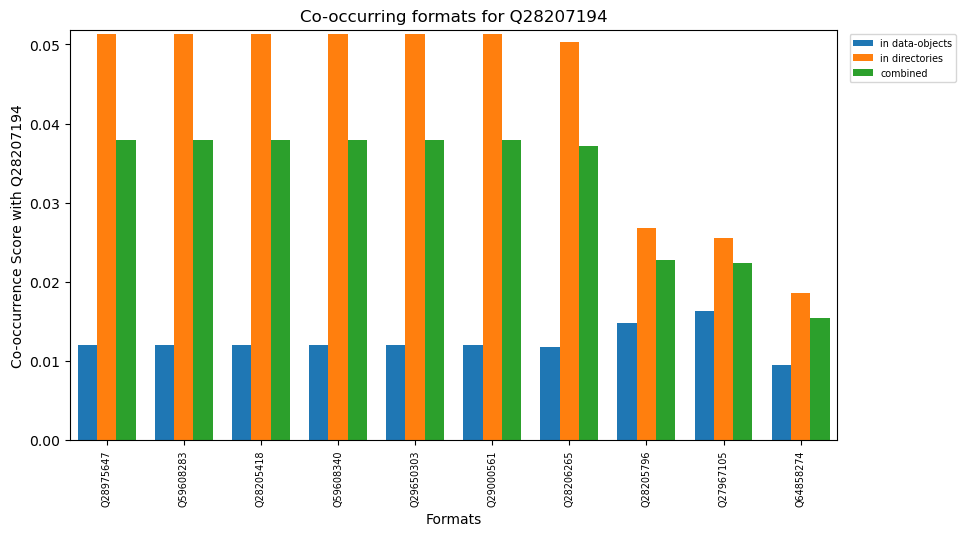 Co-occurring formats for Q28207194
in data-objects
in directories
combined
Co-occurrence Score with Q28207194
0.05
0.04
0.03
0.02
0.01
0.00
Q28975647
Q59608283
Q28205418
Q59608340
Q29650303
Q29000561
Q28206265
Q28205796
Q27967105
Q64858274
Formats